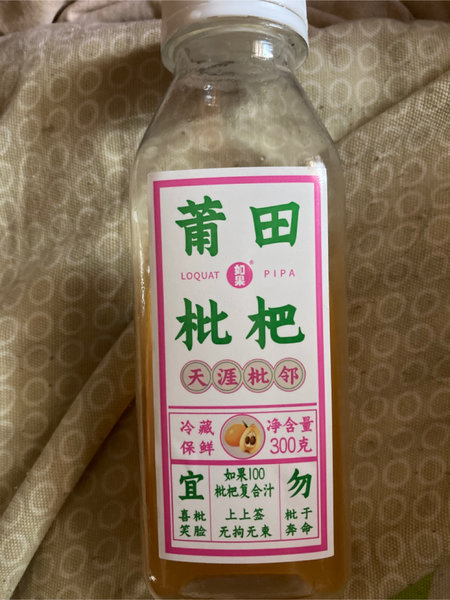 莆田
LOQUAT 如果® PIPA
枇杷
天涯枇邻
冷藏
保鲜
净含量
300克
宜
喜枇
笑脸
如果100
枇杷复合汁
上上签
无拘无束
勿
枇于
奔命